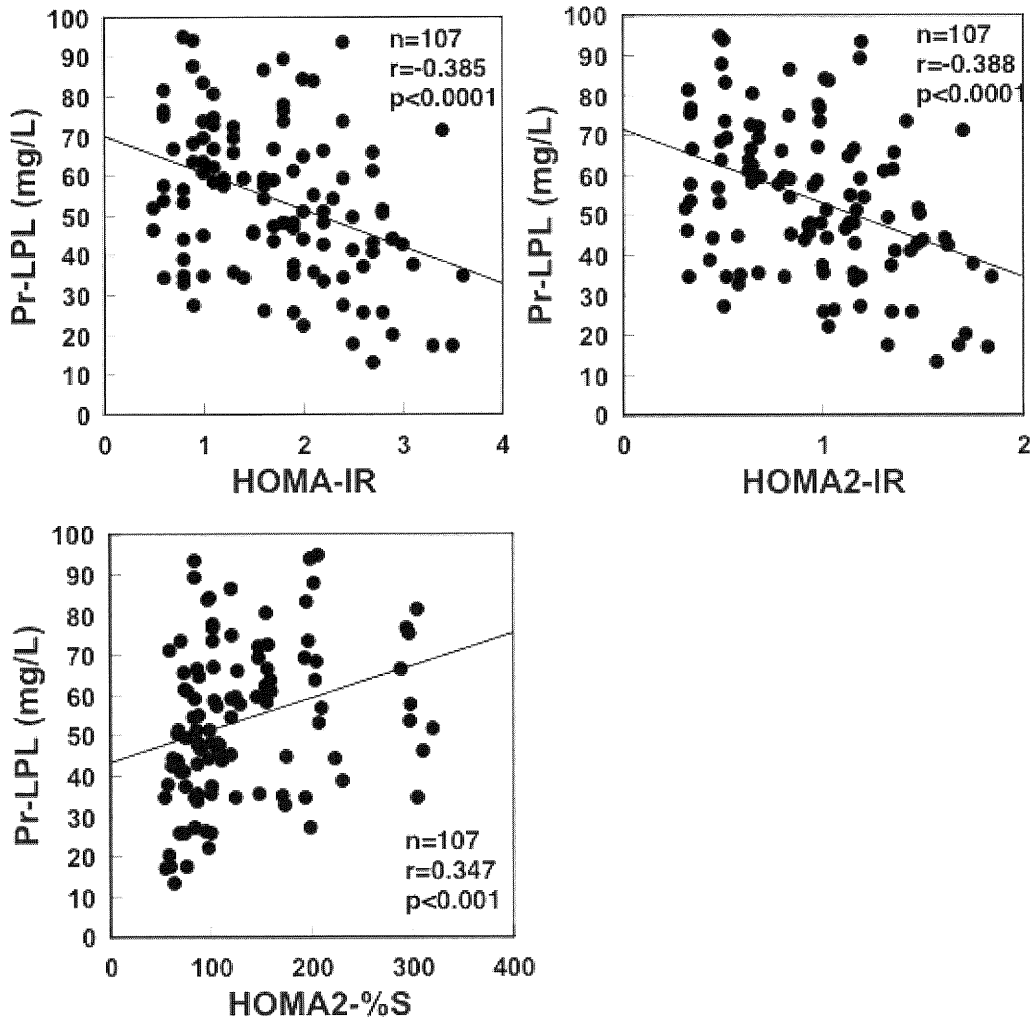 100
90
80
70
60
50
40
30
20
10
0
Pr-LPL (mg/L)
n=107
r=-0.385
p<0.0001
0 1 2 3 4
HOMA-IR
100
90
80
70
60
50
40
30
20
10
0
Pr-LPL (mg/L)
n=107
r=-0.388
p<0.0001
0 1 2
HOMA2-IR
100
90
80
70
60
50
40
30
20
10
0
Pr-LPL (mg/L)
n=107
r=0.347
p<0.001
0 100 200 300 400
HOMA2-%S